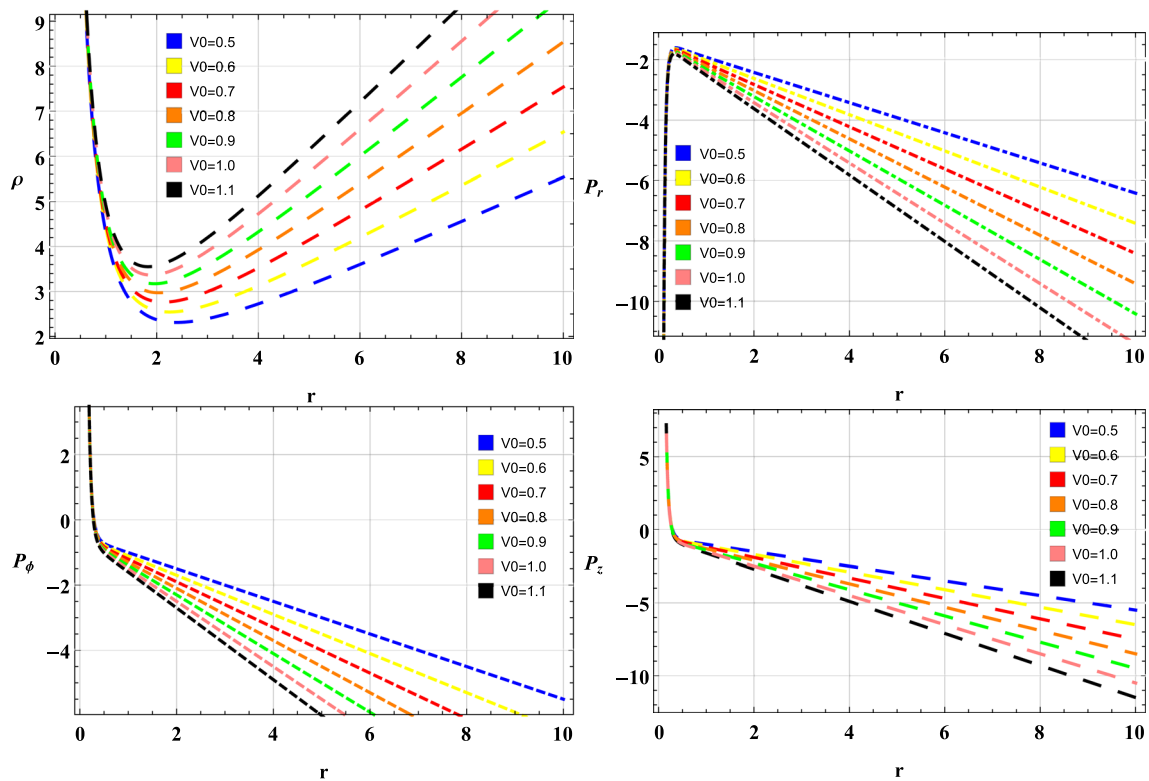 9
8
7
6
5
4
3
2
ρ
V0=0.5
V0=0.6
V0=0.7
V0=0.8
V0=0.9
V0=1.0
V0=1.1
0 2 4 6 8 10
r
-2
-4
-6
-8
-10
P_r
V0=0.5
V0=0.6
V0=0.7
V0=0.8
V0=0.9
V0=1.0
V0=1.1
0 2 4 6 8 10
r
2
0
-2
-4
P_ϕ
V0=0.5
V0=0.6
V0=0.7
V0=0.8
V0=0.9
V0=1.0
V0=1.1
0 2 4 6 8 10
r
5
0
-5
-10
P_z
V0=0.5
V0=0.6
V0=0.7
V0=0.8
V0=0.9
V0=1.0
V0=1.1
0 2 4 6 8 10
r